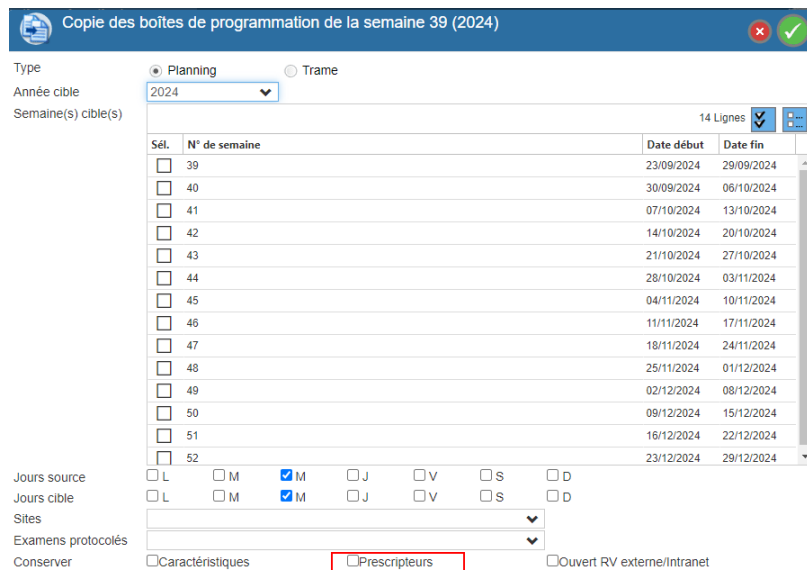 Copie des boîtes de programmation de la semaine 39 (2024)
Type Planning Trame
Année cible 2024
Semaine(s) cible(s) 14 Lignes
Sél. N° de semaine Date début Date fin
39 23/09/2024 29/09/2024
40 30/09/2024 06/10/2024
41 07/10/2024 13/10/2024
42 14/10/2024 20/10/2024
43 21/10/2024 27/10/2024
44 28/10/2024 03/11/2024
45 04/11/2024 10/11/2024
46 11/11/2024 17/11/2024
47 18/11/2024 24/11/2024
48 25/11/2024 01/12/2024
49 02/12/2024 08/12/2024
50 09/12/2024 15/12/2024
51 16/12/2024 22/12/2024
52 23/12/2024 29/12/2024
Jours source L M M J V S D
Jours cible L M M J V S D
Sites
Examens protocolés
Conserver Caractéristiques Prescripteurs Ouvert RV externe/Intranet